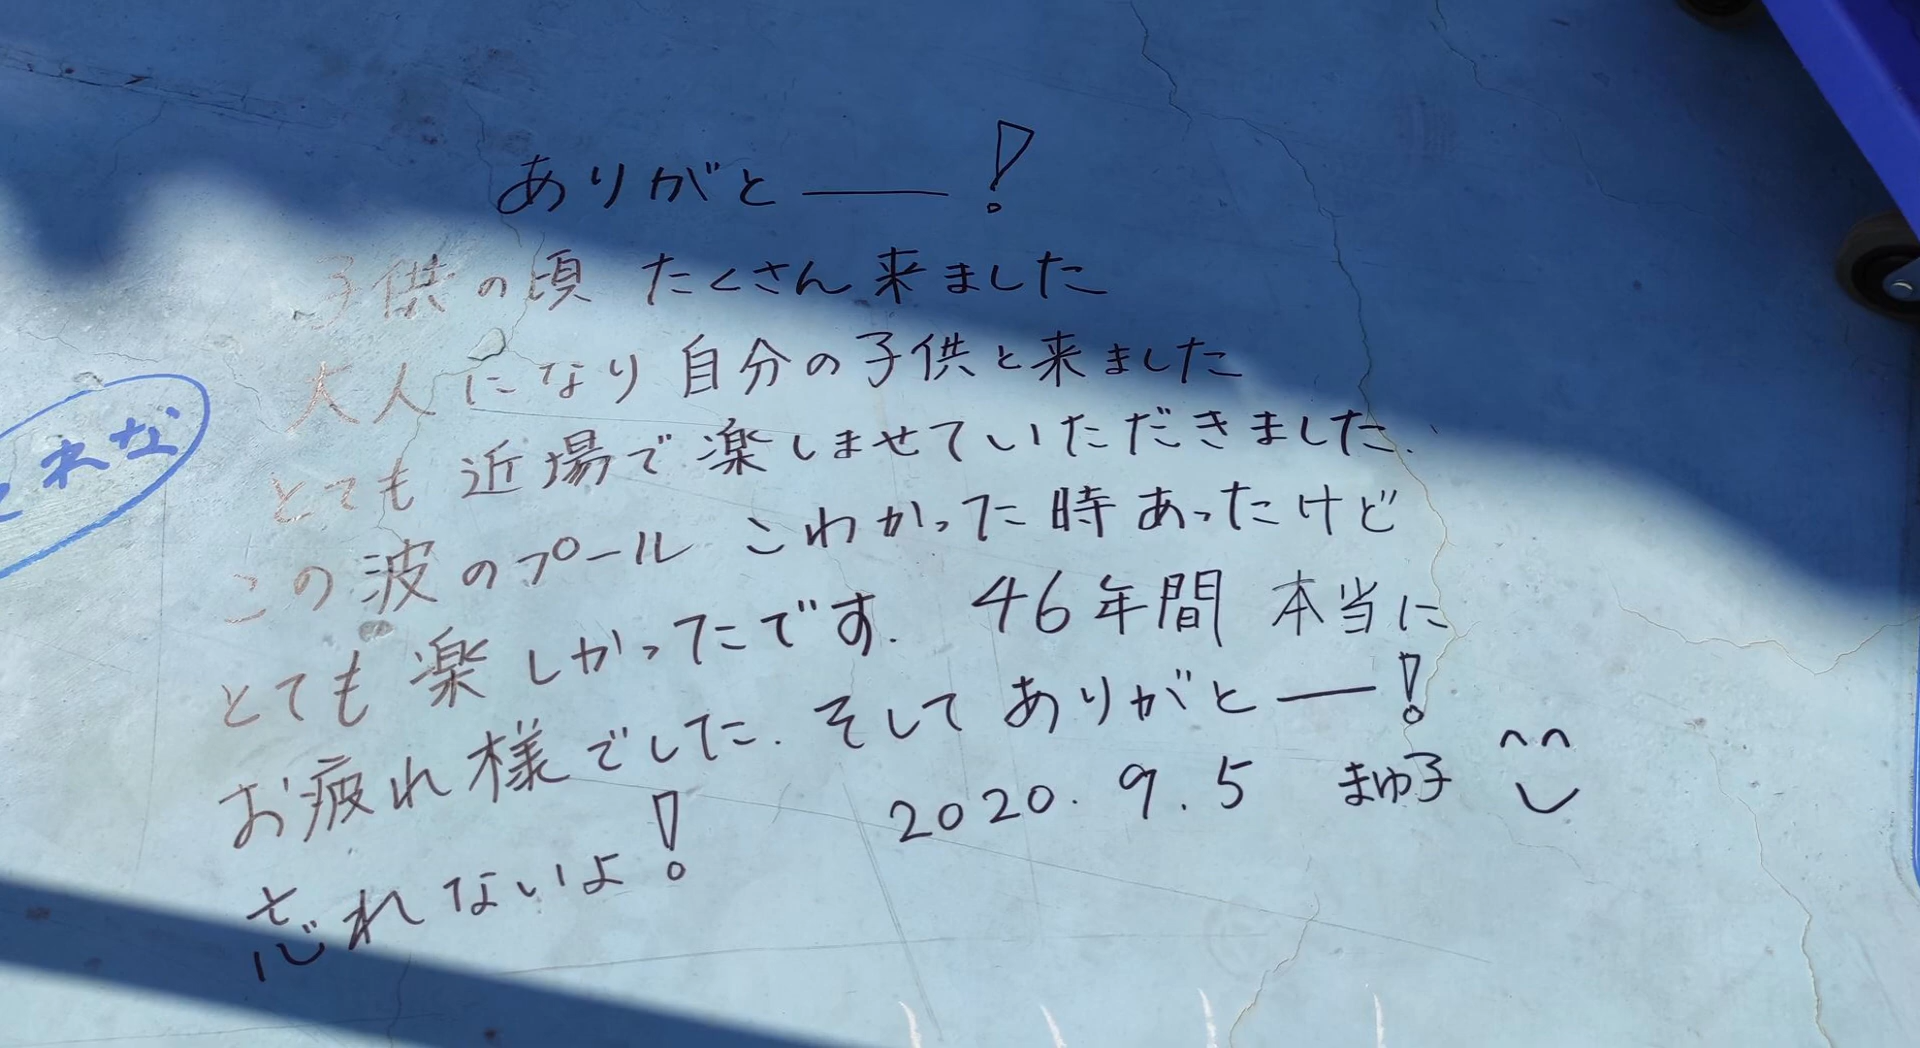 ありがとー!
子供の頃 たくさん来ました
大人になり 自分の子供と来ました
とても 近場で楽しませていただきました.
この波のプール こわかった時あったけど
とても楽しかったです. 46年間 本当に
お疲れ様でした. そして ありがとー!
忘れないよ! 2020.9.5 まゆ子
れな